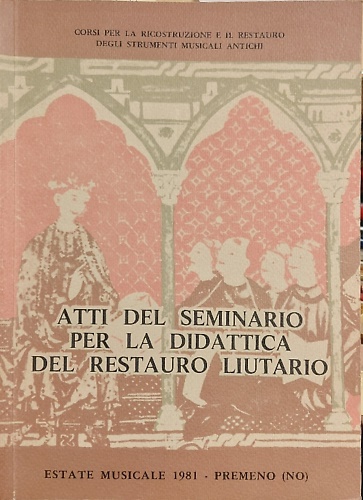 CORSI PER LA RICOSTRUZIONE E IL RESTAURO
DEGLI STRUMENTI MUSICALI ANTICHI
ATTI DEL SEMINARIO
PER LA DIDATTICA
DEL RESTAURO LIUTARIO
ESTATE MUSICALE 1981 - PREMENO (NO)